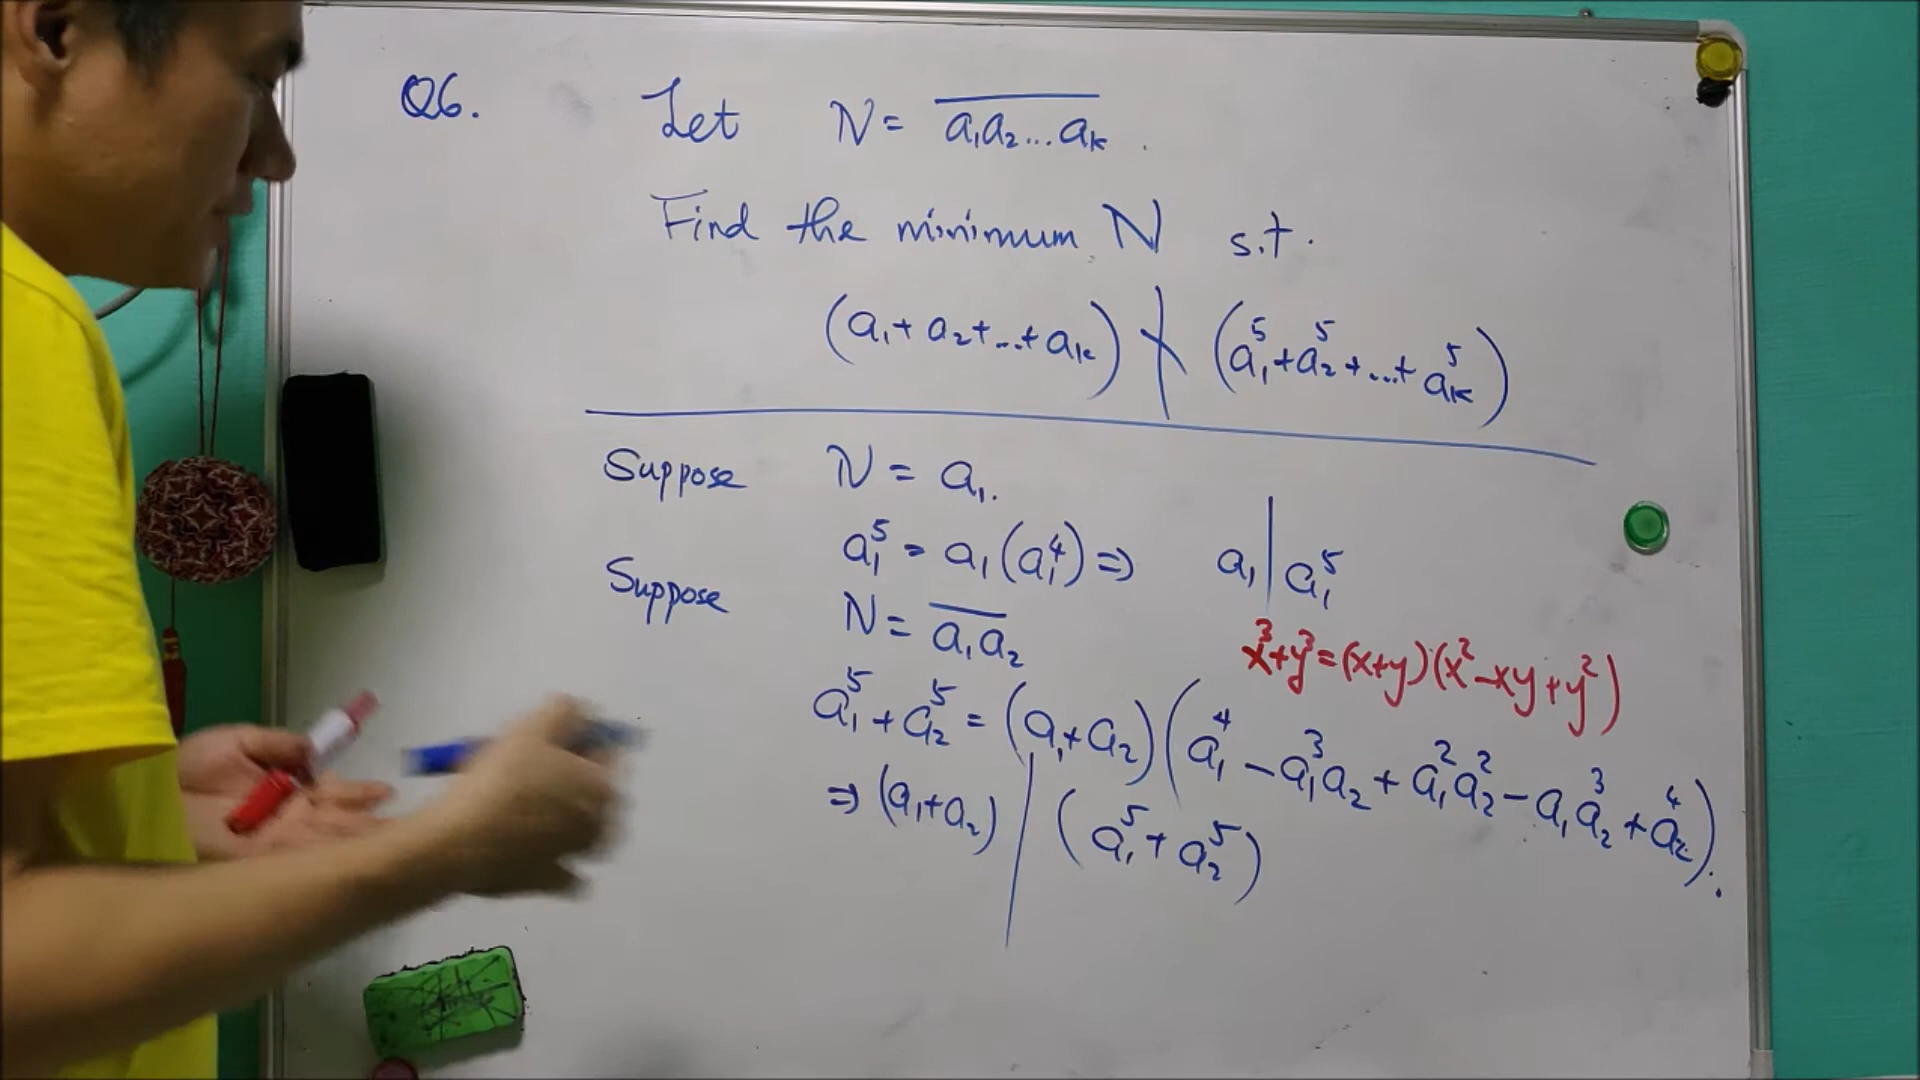 Q6. Let N = \overline{a₁a₂...aₖ}.
Find the minimum N s.t.
(a₁+a₂+...+aₖ) ∤ (a₁⁵+a₂⁵+...+aₖ⁵)
Suppose N = a₁.
a₁⁵ = a₁(a₁⁴) ⇒ a₁ | a₁⁵
Suppose N = \overline{a₁a₂}
x³+y³=(x+y)(x²-xy+y²)
a₁⁵+a₂⁵ = (a₁+a₂)(a₁⁴ - a₁³a₂ + a₁²a₂² - a₁a₂³ + a₂⁴).
⇒ (a₁+a₂) | (a₁⁵+a₂⁵)